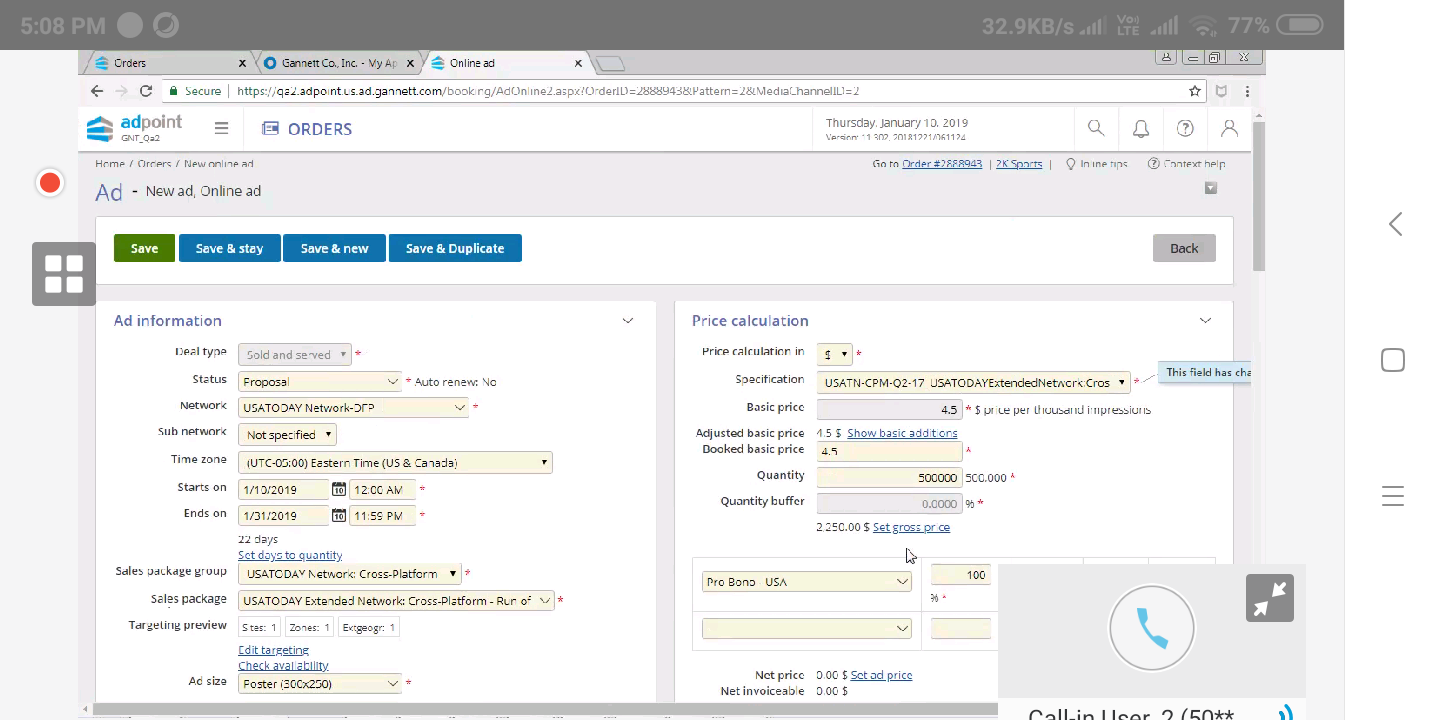 5:08 PM 32.9KB/s Vo) LTE 77%
Orders x Gannett Co., Inc. - My Ap x Online ad x
Secure https://qa2.adpoint.us.ad.gannett.com/booking/AdOnline2.aspx?OrderID=2888943&Pattern=2&MediaChannelID=2
adpoint
GNT_Qa2
ORDERS
Thursday, January 10, 2019
Version: 11.302, 20181221/061124
Home / Orders / New online ad
Go to Order #2888943 | 2K Sports | Inline tips. Context help
Ad - New ad, Online ad
Save Save & stay Save & new Save & Duplicate Back
Ad information
Deal type Sold and served *
Status Proposal * Auto renew: No
Network USATODAY Network-DFP *
Sub network Not specified
Time zone (UTC-05:00) Eastern Time (US & Canada)
Starts on 1/10/2019 10 12:00 AM *
Ends on 1/31/2019 10 11:59 PM *
22 days
Set days to quantity
Sales package group USATODAY Network: Cross-Platform *
Sales package USATODAY Extended Network: Cross-Platform - Run of *
Targeting preview Sites: 1 Zones: 1 Extgeogr: 1
Edit targeting
Check availability
Ad size Poster (300x250) *
Price calculation
Price calculation in $ *
Specification USATN-CPM-Q2-17 USATODAYExtendedNetwork:Cros *
This field has cha
Basic price 4.5 * $ price per thousand impressions
Adjusted basic price 4.5 $ Show basic additions
Booked basic price 4.5 *
Quantity 500000 500,000 *
Quantity buffer 0.0000 % *
2,250.00 $ Set gross price
Pro Bono - USA 100
% *
Net price 0.00 $ Set ad price
Net invoiceable 0.00 $
Call-in User 2 (50**